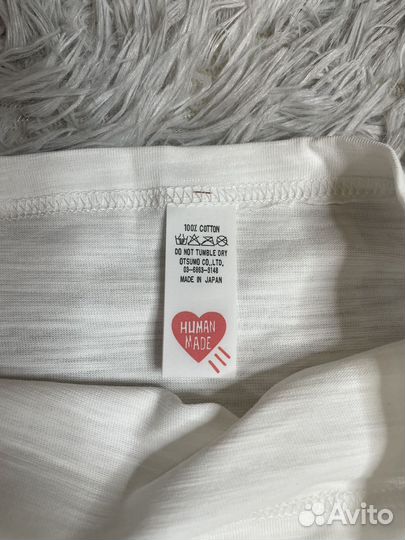 100% COTTON
DO NOT TUMBLE DRY
OTSUMO CO.,LTD.
03-6863-3148
MADE IN JAPAN
HUMAN
MADE
Avito